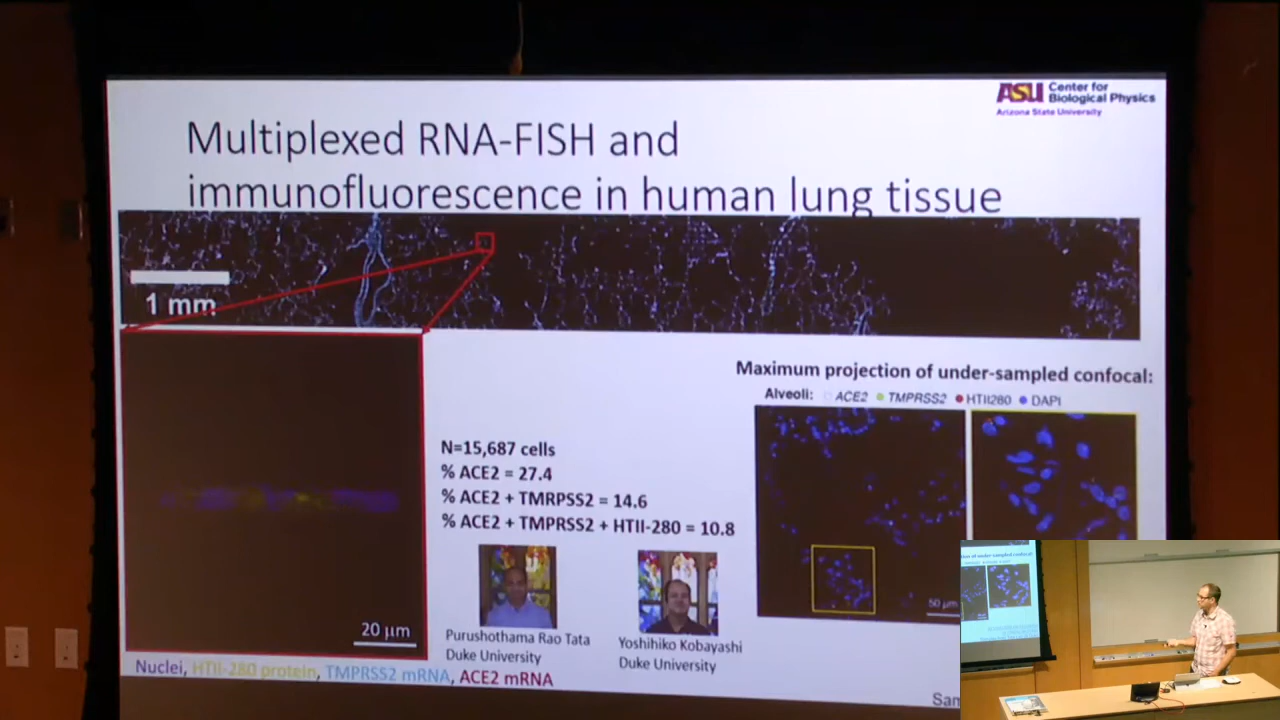 ASU Center for
Biological Physics
Arizona State University
Multiplexed RNA-FISH and
immunofluorescence in human lung tissue
1 mm
Maximum projection of under-sampled confocal:
Alveoli: ACE2 TMPRSS2 HTII280 DAPI
N=15,687 cells
% ACE2 = 27.4
% ACE2 + TMRPSS2 = 14.6
% ACE2 + TMPRSS2 + HTII-280 = 10.8
20 μm
50 μm
Purushothama Rao Tata
Duke University
Yoshihiko Kobayashi
Duke University
Nuclei, HTII-280 protein, TMPRSS2 mRNA, ACE2 mRNA